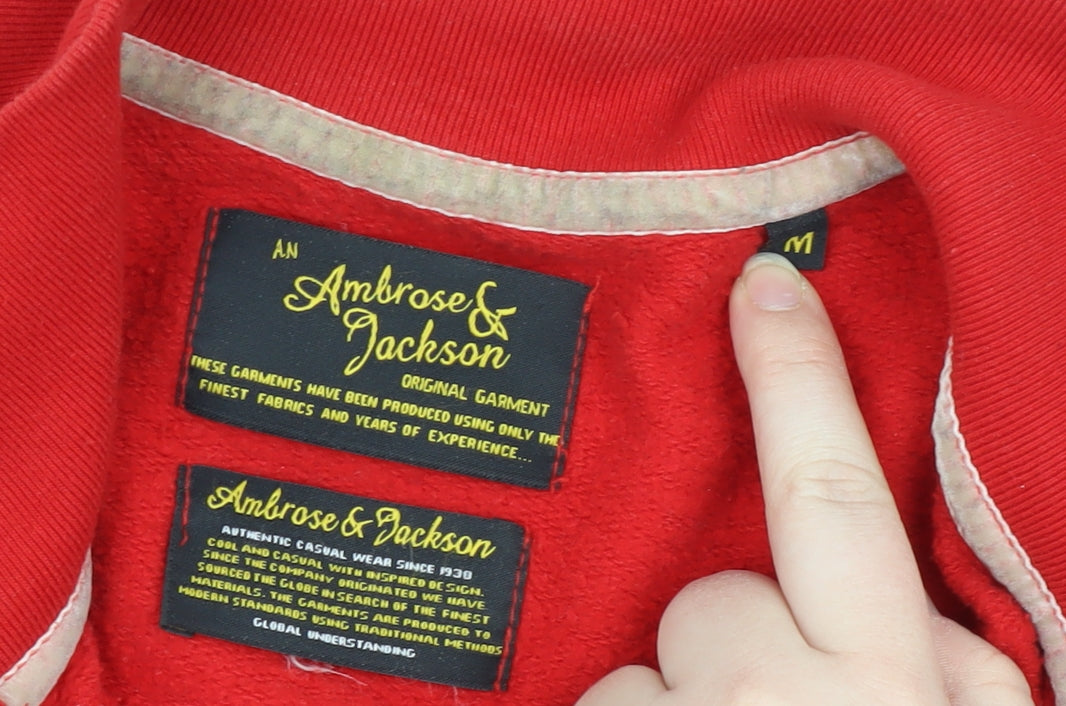 AN
Ambrose &
Jackson
ORIGINAL GARMENT
THESE GARMENTS HAVE BEEN PRODUCED USING ONLY THE
FINEST FABRICS AND YEARS OF EXPERIENCE...
M
Ambrose & Jackson
AUTHENTIC CASUAL WEAR SINCE 1938
COOL AND CASUAL WITH INSPIRED DESIGN.
SINCE THE COMPANY ORIGINATED WE HAVE
SOURCED THE GLOBE IN SEARCH OF THE FINEST
MATERIALS. THE GARMENTS ARE PRODUCED TO
MODERN STANDARDS USING TRADITIONAL METHODS
GLOBAL UNDERSTANDING